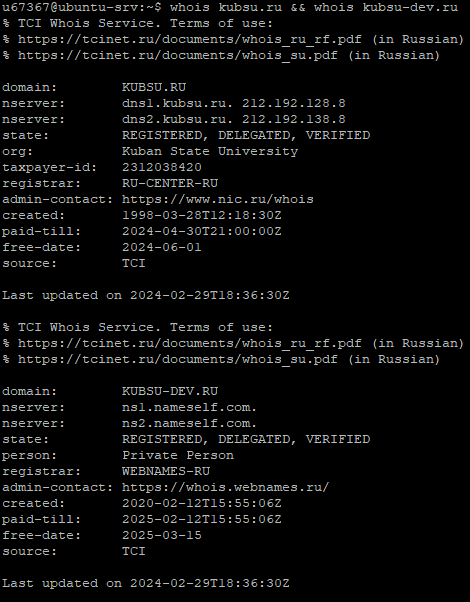 u67367@ubuntu-srv:~$ whois kubsu.ru && whois kubsu-dev.ru
% TCI Whois Service. Terms of use:
% https://tcinet.ru/documents/whois_ru_rf.pdf (in Russian)
% https://tcinet.ru/documents/whois_su.pdf (in Russian)

domain:        KUBSU.RU
nserver:       dns1.kubsu.ru. 212.192.128.8
nserver:       dns2.kubsu.ru. 212.192.138.8
state:         REGISTERED, DELEGATED, VERIFIED
org:           Kuban State University
taxpayer-id:   2312038420
registrar:     RU-CENTER-RU
admin-contact: https://www.nic.ru/whois
created:       1998-03-28T12:18:30Z
paid-till:     2024-04-30T21:00:00Z
free-date:     2024-06-01
source:        TCI

Last updated on 2024-02-29T18:36:30Z

% TCI Whois Service. Terms of use:
% https://tcinet.ru/documents/whois_ru_rf.pdf (in Russian)
% https://tcinet.ru/documents/whois_su.pdf (in Russian)

domain:        KUBSU-DEV.RU
nserver:       ns1.nameself.com.
nserver:       ns2.nameself.com.
state:         REGISTERED, DELEGATED, VERIFIED
person:        Private Person
registrar:     WEBNAMES-RU
admin-contact: https://whois.webnames.ru/
created:       2020-02-12T15:55:06Z
paid-till:     2025-02-12T15:55:06Z
free-date:     2025-03-15
source:        TCI

Last updated on 2024-02-29T18:36:30Z